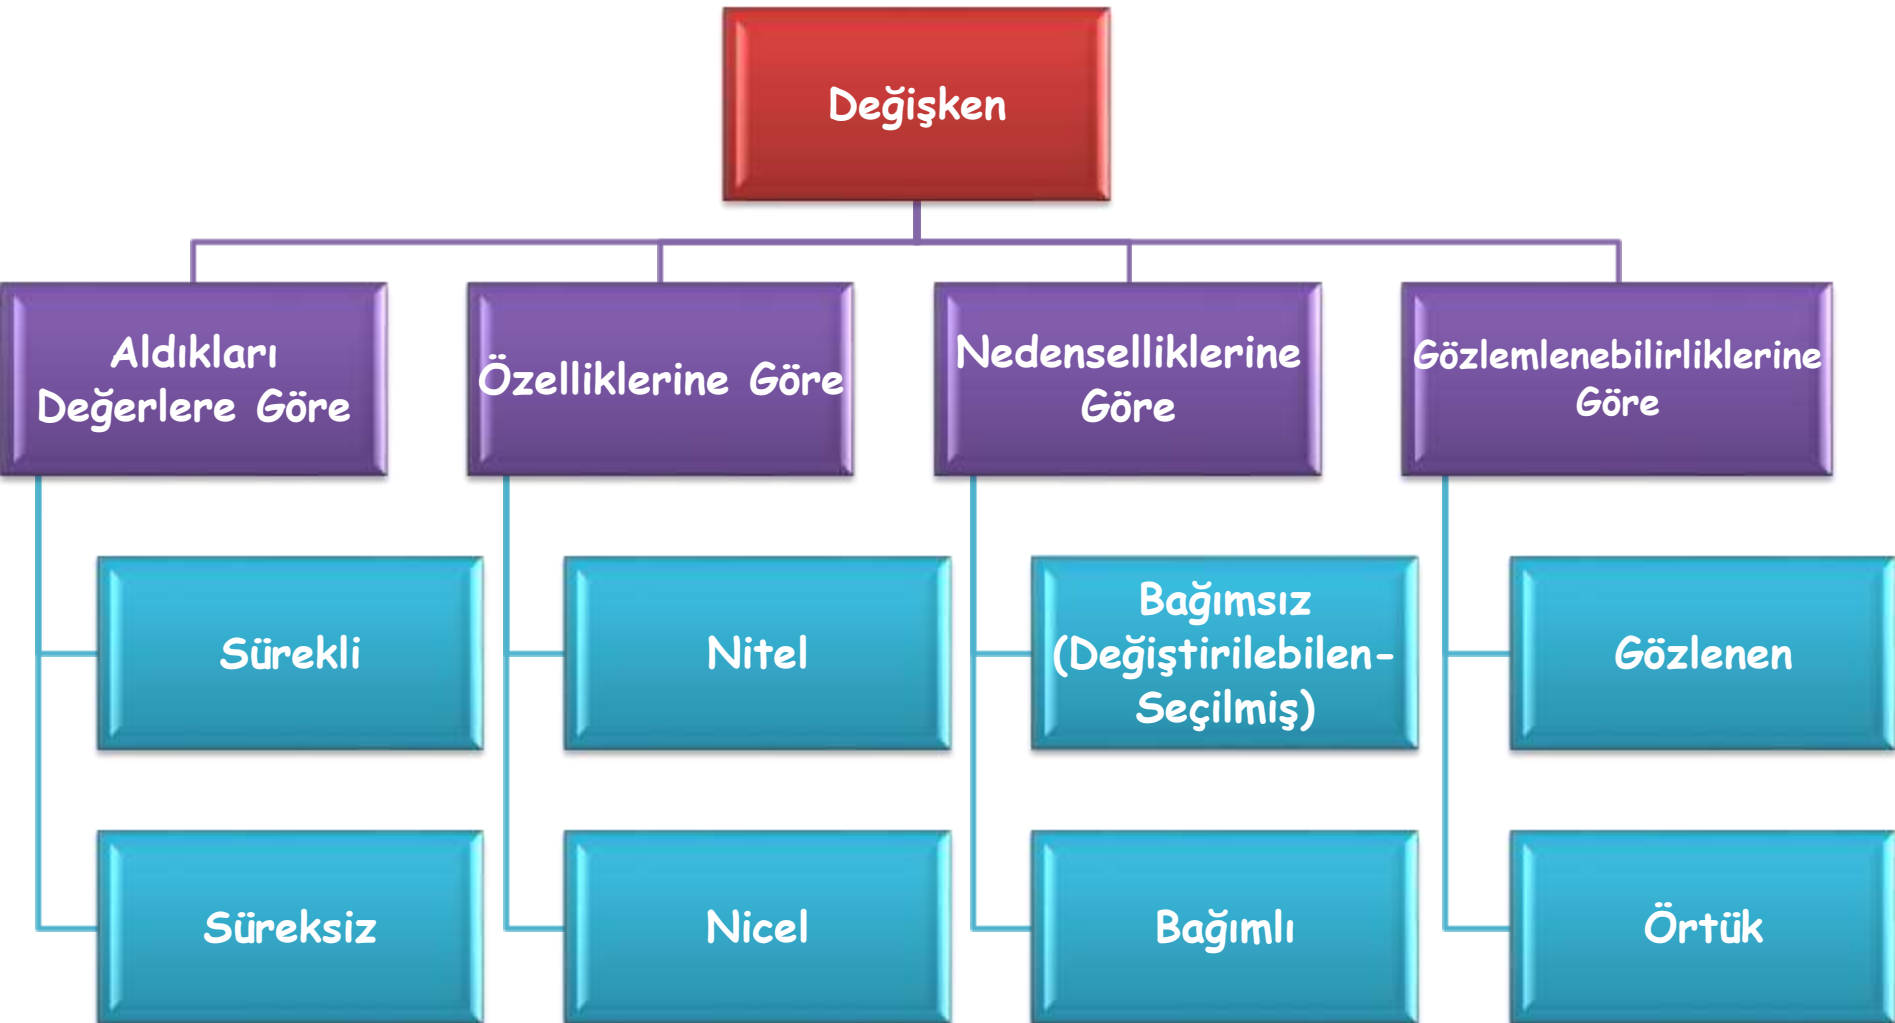 Değişken
Aldıkları
Değerlere Göre
Özelliklerine Göre
Nedenselliklerine
Göre
Gözlemlenebilirliklerine
Göre
Sürekli
Nitel
Bağımsız
(Değiştirilebilen-
Seçilmiş)
Gözlenen
Süreksiz
Nicel
Bağımlı
Örtük